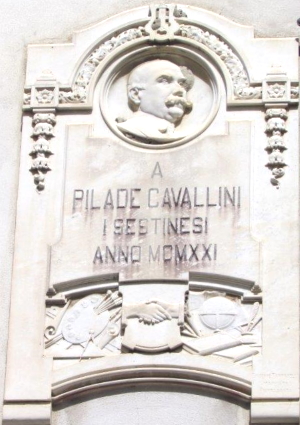 A
PILADE CAVALLINI
I SESTINESI
ANNO MCMXXI